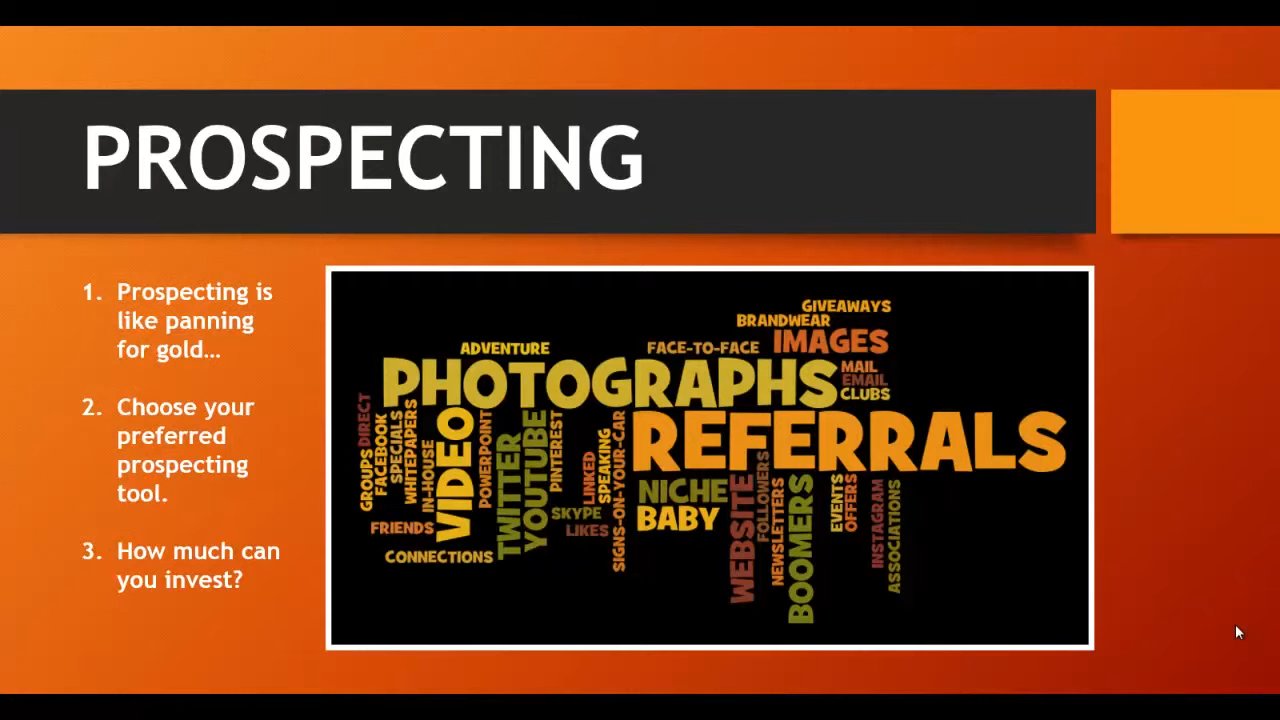 PROSPECTING
1. Prospecting is
like panning
for gold...
2. Choose your
preferred
prospecting
tool.
3. How much can
you invest?
GIVEAWAYS
BRANDWEAR
ADVENTURE
FACE-TO-FACE
IMAGES
PHOTOGRAPHS
MAIL
EMAIL
CLUBS
REFERRALS
GROUPS
DIRECT
FACEBOOK
SPECIALS
WHITEPAPERS
IN-HOUSE
VIDEO
POWERPOINT
TWITTER
YOUTUBE
PINTEREST
LINKED
SPEAKING
SIGNS-ON-YOUR-CAR
NICHE
BABY
SKYPE
LIKES
FRIENDS
CONNECTIONS
WEBSITE
FOLLOWERS
NEWSLETTERS
BOOMERS
EVENTS
OFFERS
INSTAGRAM
ASSOCIATIONS